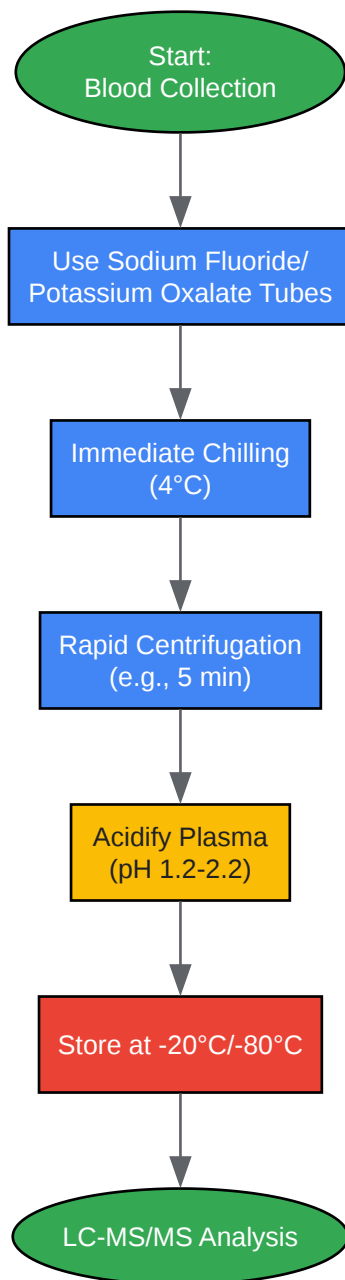 Start:
Blood Collection
Use Sodium Fluoride/
Potassium Oxalate Tubes
Immediate Chilling
(4°C)
Rapid Centrifugation
(e.g., 5 min)
Acidify Plasma
(pH 1.2-2.2)
Store at -20°C/-80°C
LC-MS/MS Analysis